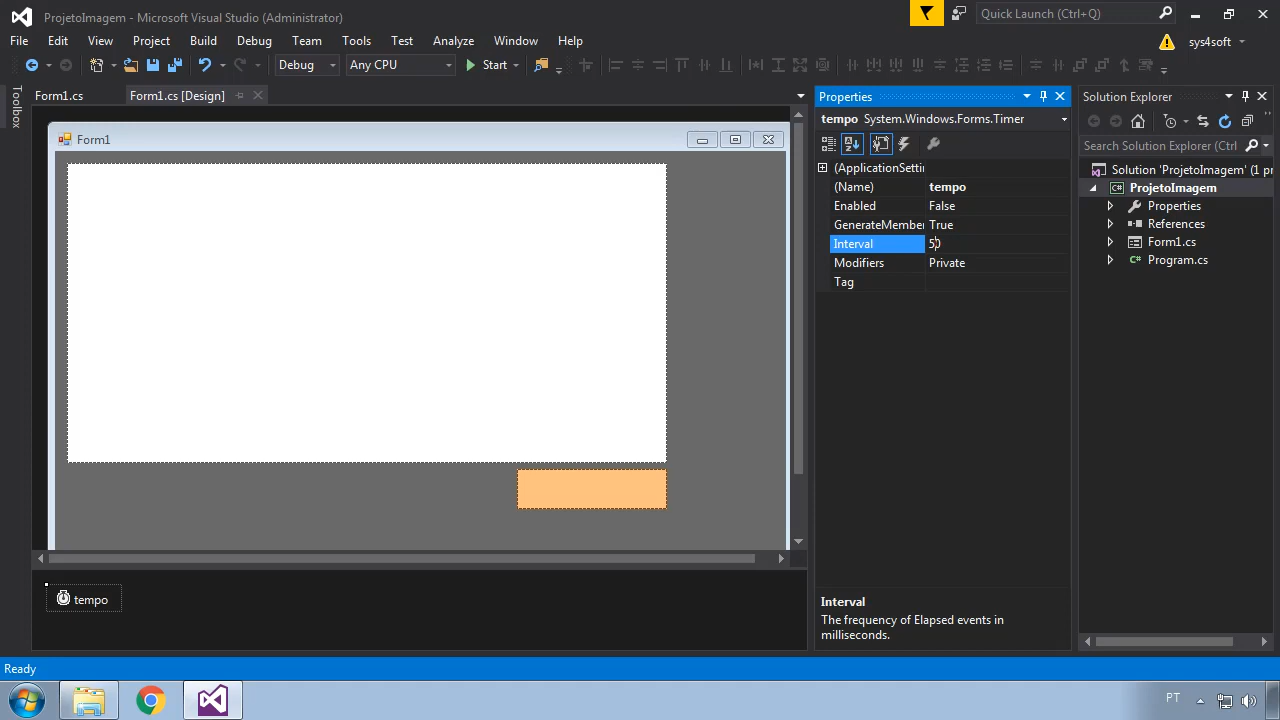 ProjetoImagem - Microsoft Visual Studio (Administrator)
Quick Launch (Ctrl+Q)
File Edit View Project Build Debug Team Tools Test Analyze Window Help
sys4soft
Debug Any CPU Start
Toolbox
Form1.cs Form1.cs [Design]
Form1
tempo
Properties
tempo System.Windows.Forms.Timer
(ApplicationSettin
(Name) tempo
Enabled False
GenerateMember True
Interval 50
Modifiers Private
Tag
Interval
The frequency of Elapsed events in
milliseconds.
Solution Explorer
Search Solution Explorer (Ctrl
Solution 'ProjetoImagem' (1 pr
C# ProjetoImagem
Properties
References
Form1.cs
C# Program.cs
Ready
PT